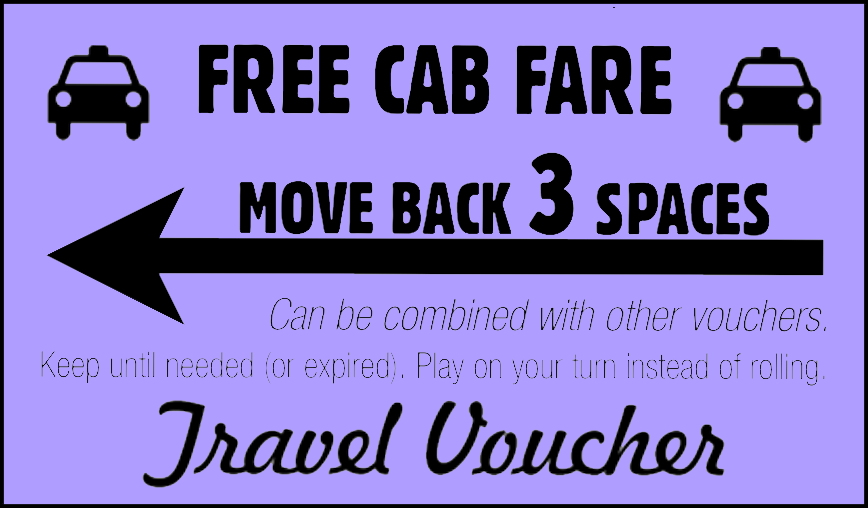 FREE CAB FARE
MOVE BACK 3 SPACES
Can be combined with other vouchers.
Keep until needed (or expired). Play on your turn instead of rolling.
Travel Voucher